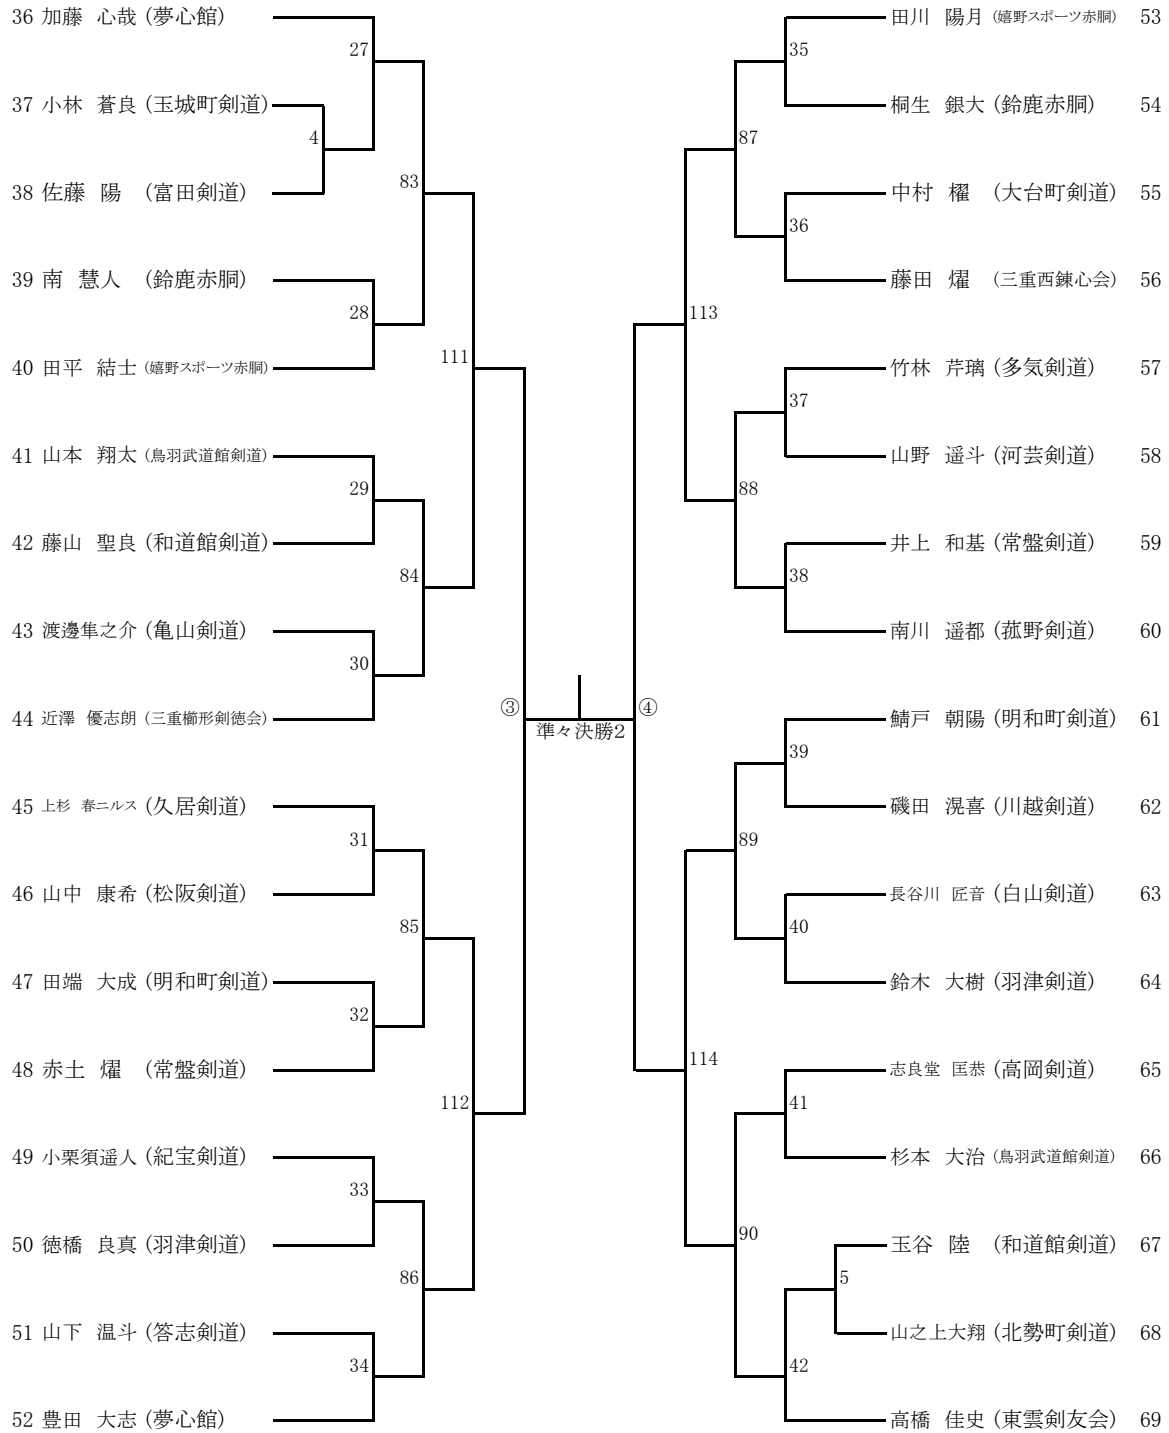 36 加藤 心哉 (夢心館)
27
37 小林 蒼良 (玉城町剣道)
4
38 佐藤 陽 (富田剣道)
83
39 南 慧人 (鈴鹿赤胴)
28
40 田平 結士 (嬉野スポーツ赤胴)
111
41 山本 翔太 (鳥羽武道館剣道)
29
42 藤山 聖良 (和道館剣道)
84
43 渡邊隼之介 (亀山剣道)
30
44 近澤 優志朗 (三重櫛形剣徳会)
③
45 上杉 春ニルス (久居剣道)
31
46 山中 康希 (松阪剣道)
85
47 田端 大成 (明和町剣道)
32
48 赤土 燿 (常盤剣道)
112
49 小栗須遥人 (紀宝剣道)
33
50 徳橋 良真 (羽津剣道)
86
51 山下 温斗 (答志剣道)
34
52 豊田 大志 (夢心館)
準々決勝2
田川 陽月 (嬉野スポーツ赤胴) 53
35
桐生 銀大 (鈴鹿赤胴) 54
87
中村 櫂 (大台町剣道) 55
36
藤田 燿 (三重西錬心会) 56
113
竹林 芹璃 (多気剣道) 57
37
山野 遥斗 (河芸剣道) 58
88
井上 和基 (常盤剣道) 59
38
南川 遥都 (菰野剣道) 60
④
鯖戸 朝陽 (明和町剣道) 61
39
磯田 滉喜 (川越剣道) 62
89
長谷川 匠音 (白山剣道) 63
40
鈴木 大樹 (羽津剣道) 64
114
志良堂 匡恭 (高岡剣道) 65
41
杉本 大治 (鳥羽武道館剣道) 66
90
玉谷 陸 (和道館剣道) 67
5
山之上大翔 (北勢町剣道) 68
42
高橋 佳史 (東雲剣友会) 69